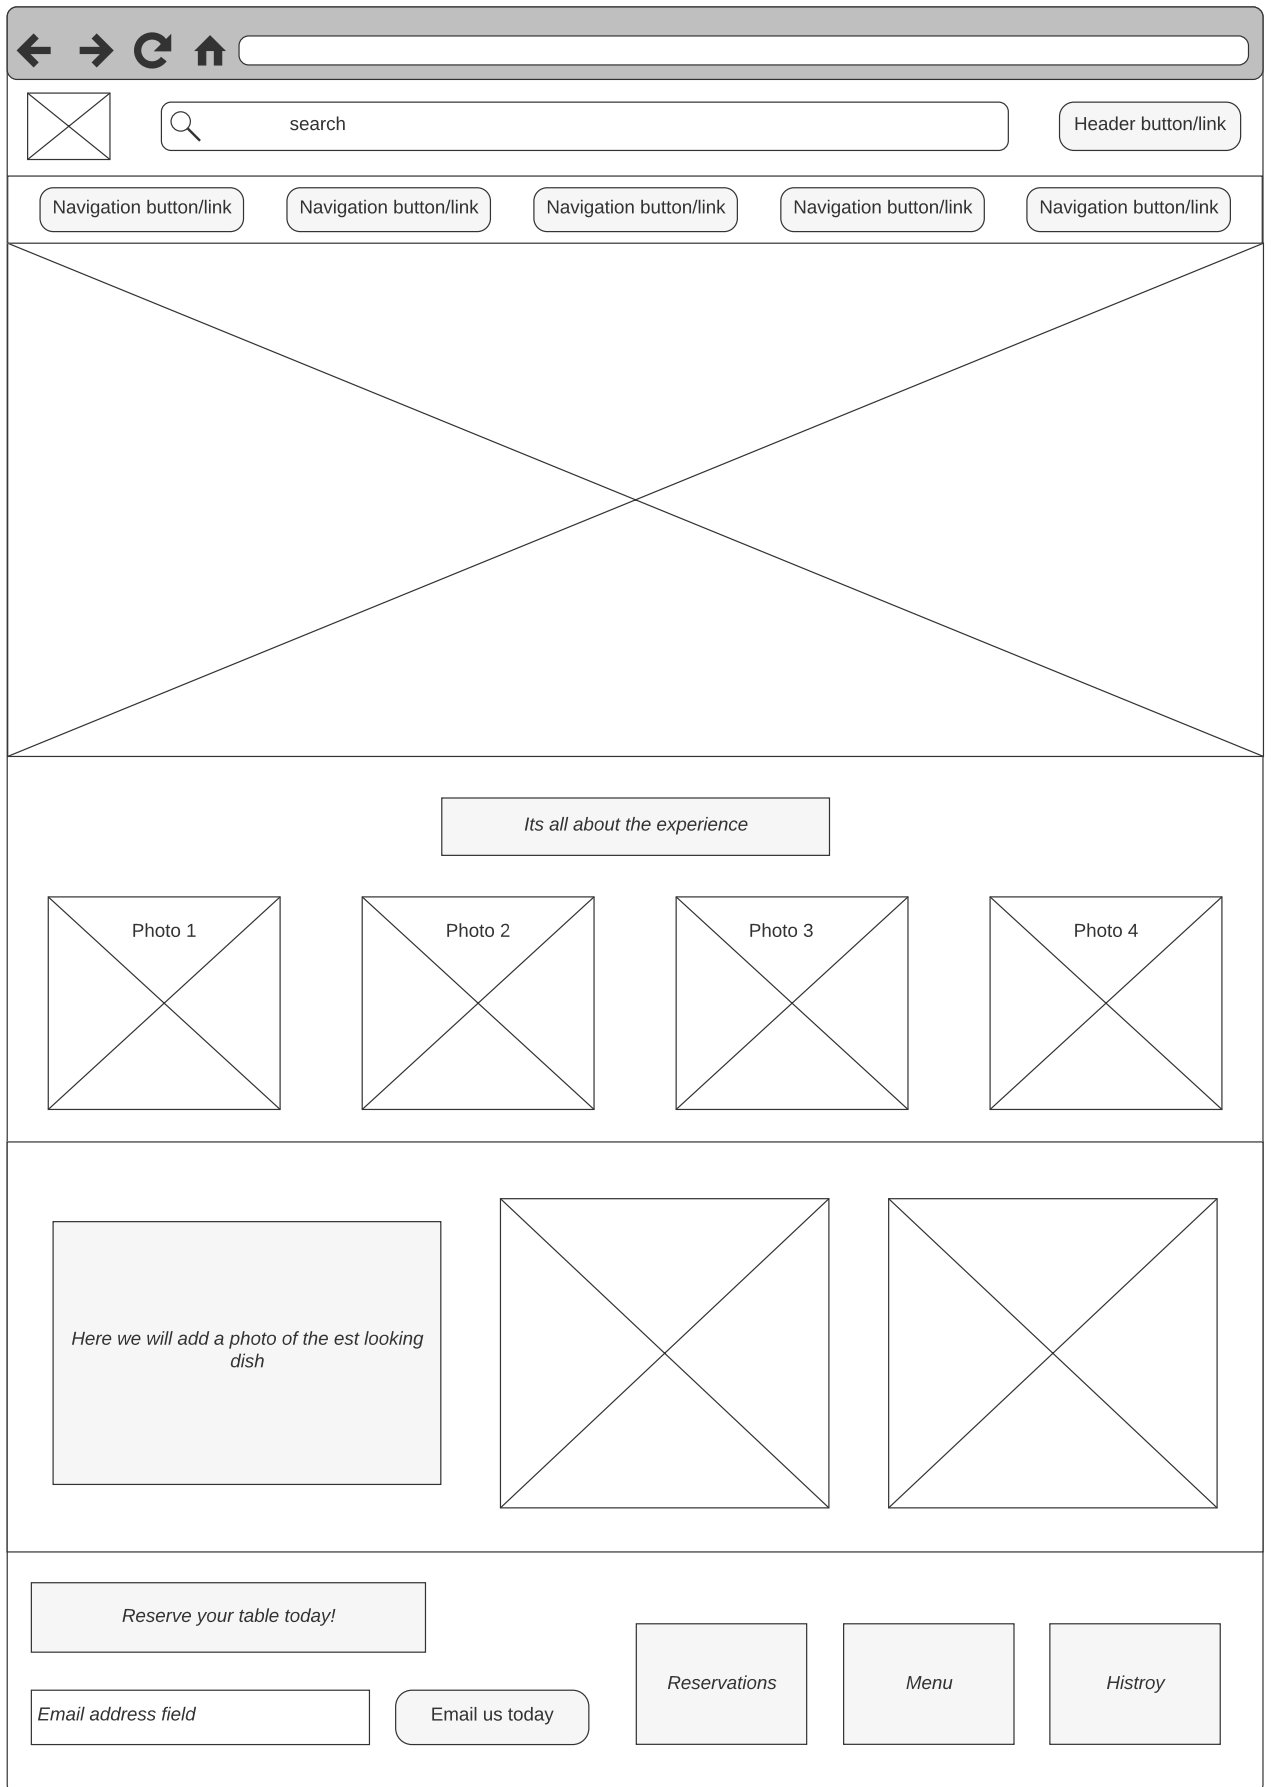 search
Header button/link
Navigation button/link
Navigation button/link
Navigation button/link
Navigation button/link
Navigation button/link
Its all about the experience
Photo 1
Photo 2
Photo 3
Photo 4
Here we will add a photo of the est looking
dish
Reserve your table today!
Email address field
Email us today
Reservations
Menu
Histroy